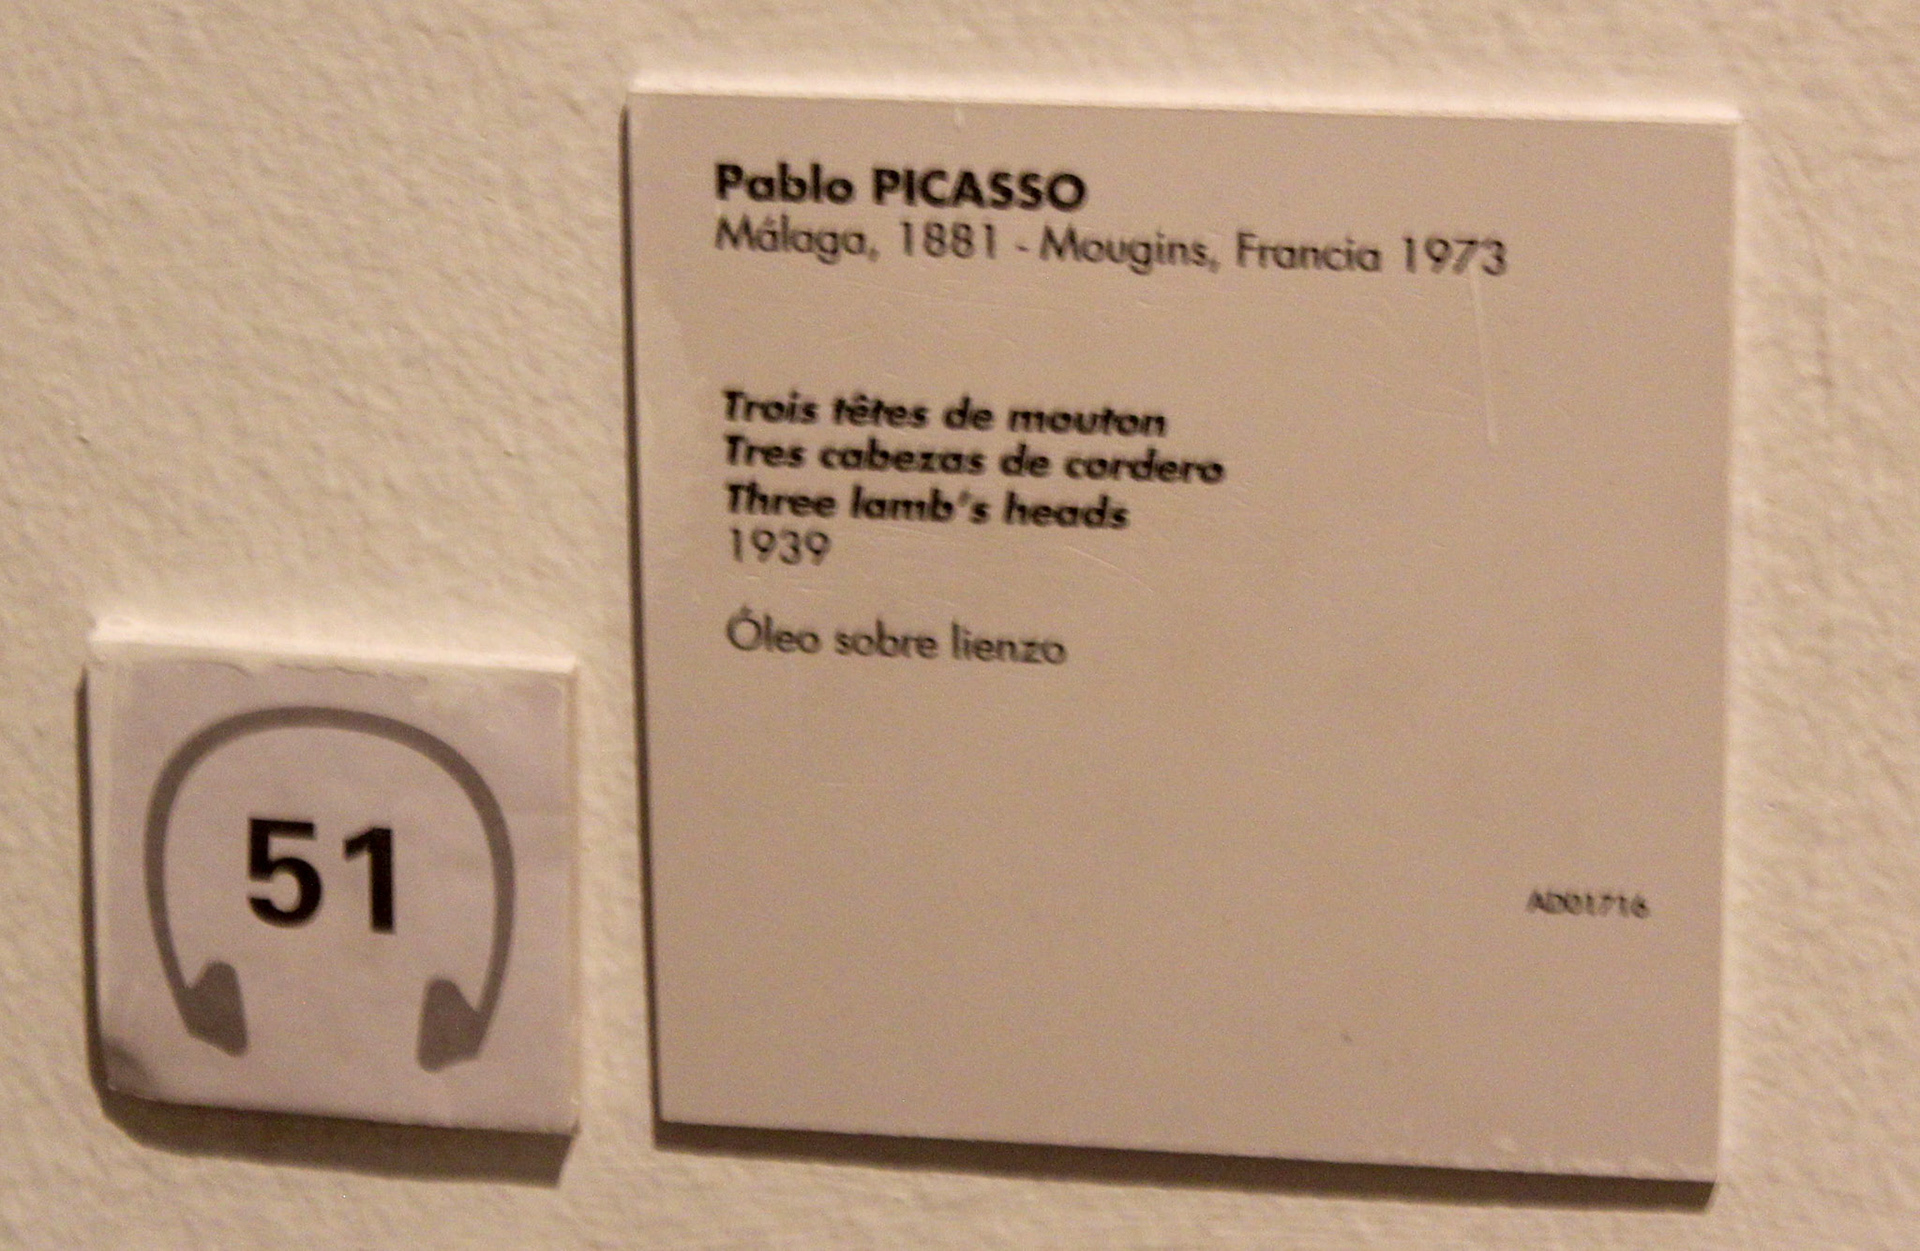 Pablo PICASSO
Málaga, 1881 - Mougins, Francia 1973
Trois têtes de mouton
Tres cabezas de cordero
Three lamb's heads
1939
Óleo sobre lienzo
AD01716
51